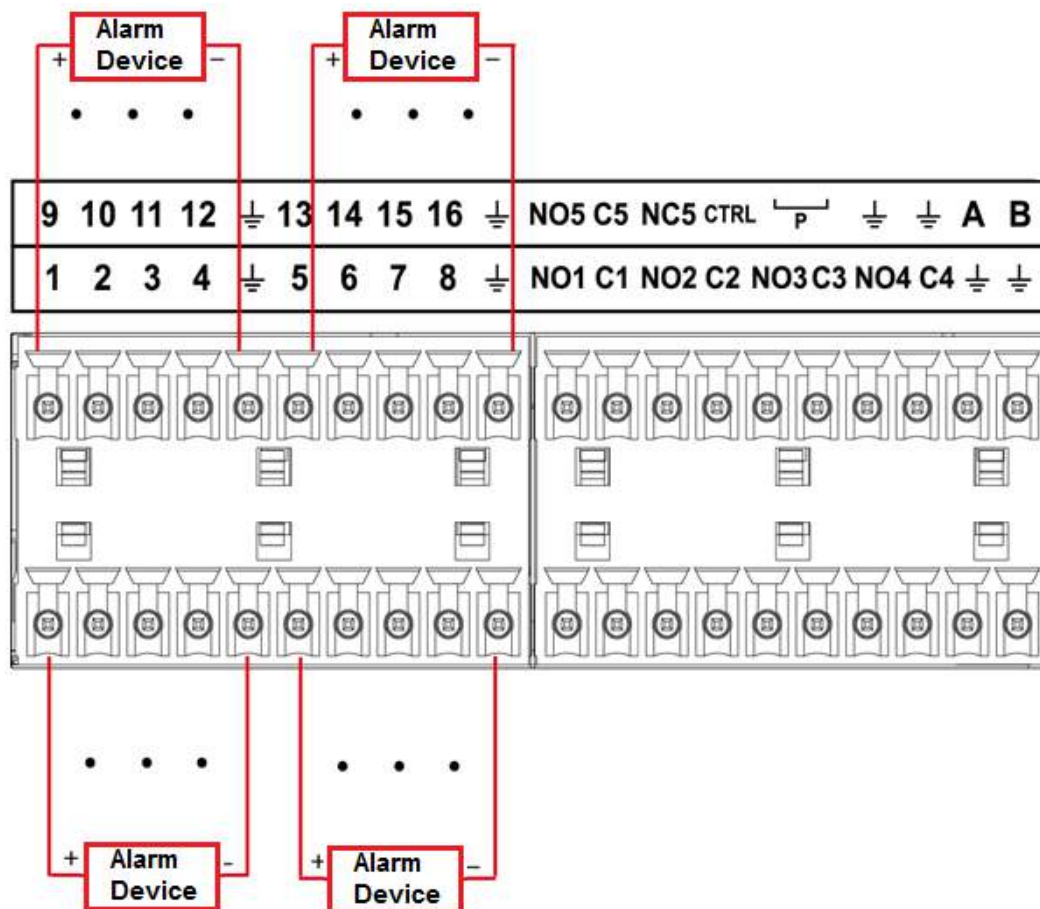 Alarm
Device
+ -
Alarm
Device
+ -
9 10 11 12 ⏚ 13 14 15 16 ⏚ NO5 C5 NC5 CTRL P ⏚ ⏚ A B
1 2 3 4 ⏚ 5 6 7 8 ⏚ NO1 C1 NO2 C2 NO3 C3 NO4 C4 ⏚ ⏚
+ -
Alarm
Device
+ -
Alarm
Device